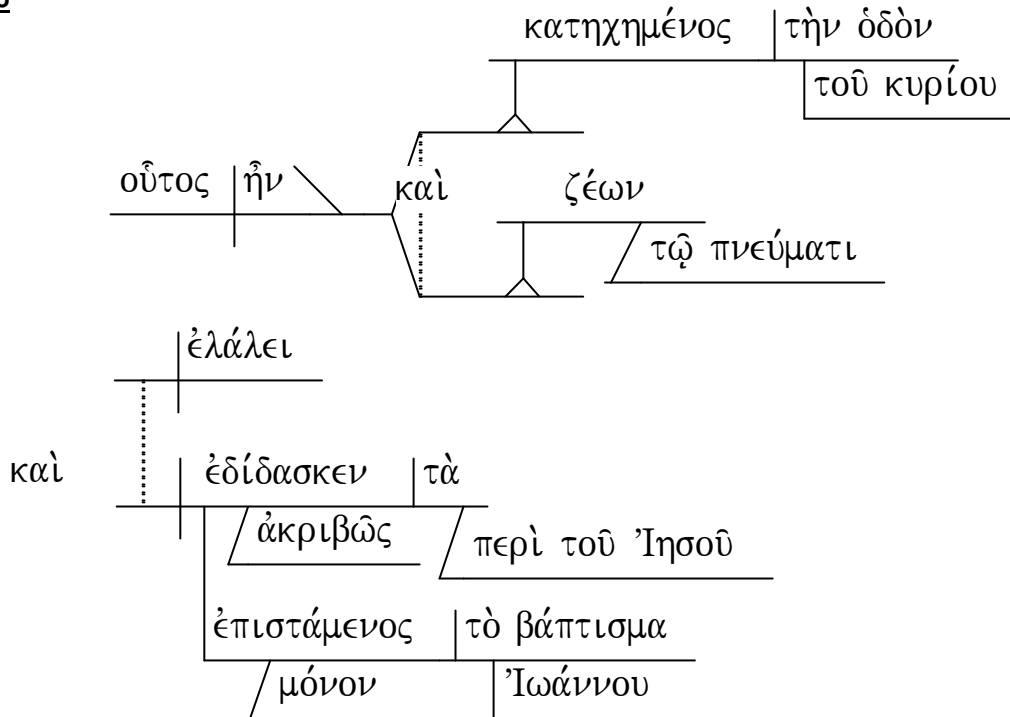 κατηχημένος τὴν ὁδὸν
τοῦ κυρίου
οὗτος ἦν καὶ ζέων
τῷ πνεύματι
ἐλάλει
καὶ ἐδίδασκεν τὰ
ἀκριβῶς περὶ τοῦ Ἰησοῦ
ἐπιστάμενος τὸ βάπτισμα
μόνον Ἰωάννου